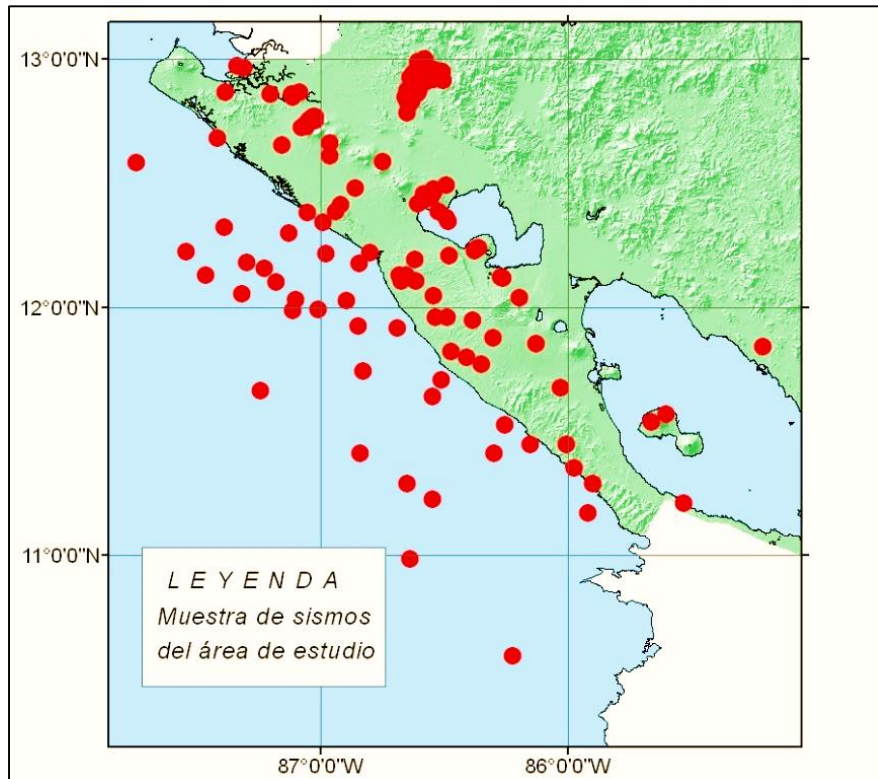 13°0'0"N
12°0'0"N
11°0'0"N
L E Y E N D A
Muestra de sismos
del área de estudio
87°0'0"W
86°0'0"W